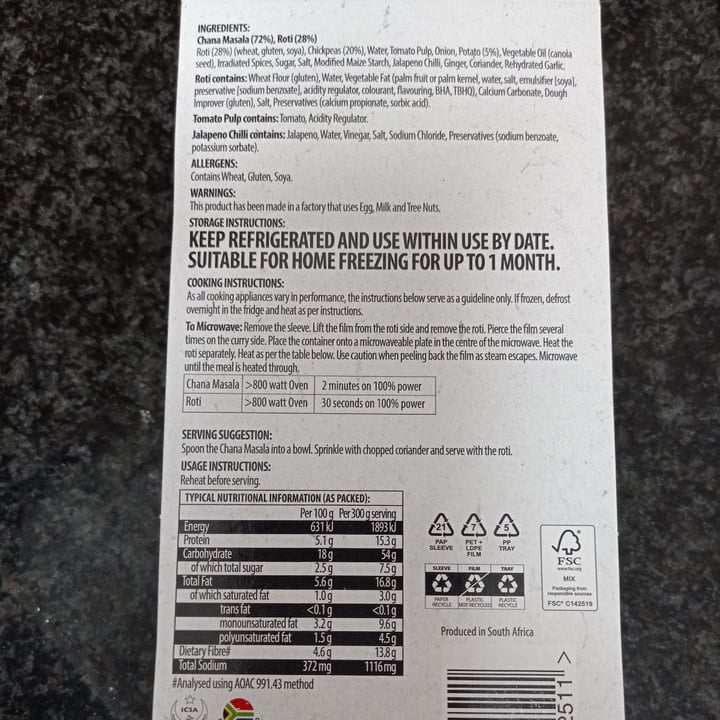 INGREDIENTS:
Chana Masala (72%), Roti (28%)
Roti (28%) (wheat, gluten, soya), Chickpeas (20%), Water, Tomato Pulp, Onion, Potato (5%), Vegetable Oil (canola
seed), Irradiated Spices, Sugar, Salt, Modified Maize Starch, Jalapeno Chilli, Ginger, Coriander, Rehydrated Garlic.
Roti contains: Wheat Flour (gluten), Water, Vegetable Fat (palm fruit or palm kernel, water, salt, emulsifier [soya],
preservative [sodium benzoate], acidity regulator, colourant, flavouring, BHA, TBHQ), Calcium Carbonate, Dough
Improver (gluten), Salt, Preservatives (calcium propionate, sorbic acid).
Tomato Pulp contains: Tomato, Acidity Regulator.
Jalapeno Chilli contains: Jalapeno, Water, Vinegar, Salt, Sodium Chloride, Preservatives (sodium benzoate,
potassium sorbate).
ALLERGENS:
Contains Wheat, Gluten, Soya.
WARNINGS:
This product has been made in a factory that uses Egg, Milk and Tree Nuts.
STORAGE INSTRUCTIONS:
KEEP REFRIGERATED AND USE WITHIN USE BY DATE.
SUITABLE FOR HOME FREEZING FOR UP TO 1 MONTH.
COOKING INSTRUCTIONS:
As all cooking appliances vary in performance, the instructions below serve as a guideline only. If frozen, defrost
overnight in the fridge and heat as per instructions.
To Microwave: Remove the sleeve. Lift the film from the roti side and remove the roti. Pierce the film several
times on the curry side. Place the container onto a microwaveable plate in the centre of the microwave. Heat the
roti separately. Heat as per the table below. Use caution when peeling back the film as steam escapes. Microwave
until the meal is heated through.
Chana Masala >800 watt Oven 2 minutes on 100% power
Roti >800 watt Oven 30 seconds on 100% power
SERVING SUGGESTION:
Spoon the Chana Masala into a bowl. Sprinkle with chopped coriander and serve with the roti.
USAGE INSTRUCTIONS:
Reheat before serving.
TYPICAL NUTRITIONAL INFORMATION (AS PACKED):
Per 100 g Per 300 g serving
Energy 631 kJ 1893 kJ
Protein 5.1 g 15.3 g
Carbohydrate 18 g 54 g
of which total sugar 2.5 g 7.5 g
Total Fat 5.6 g 16.8 g
of which saturated fat 1.0 g 3.0 g
trans fat <0.1 g <0.1 g
monounsaturated fat 3.2 g 9.6 g
polyunsaturated fat 1.5 g 4.5 g
Dietary Fibre# 4.6 g 13.8 g
Total Sodium 372 mg 1116 mg
#Analysed using AOAC 991.43 method
ICSA
21 7 5
PAP PET+ PP
SLEEVE LDPE TRAY
FILM
SLEEVE FILM TRAY
PAPER PLASTIC PLASTIC
RECYCLE NOT RECYCLED RECYCLE
FSC
www.fsc.org
MIX
Packaging from
responsible sources
FSC® C142519
Produced in South Africa
2511 >